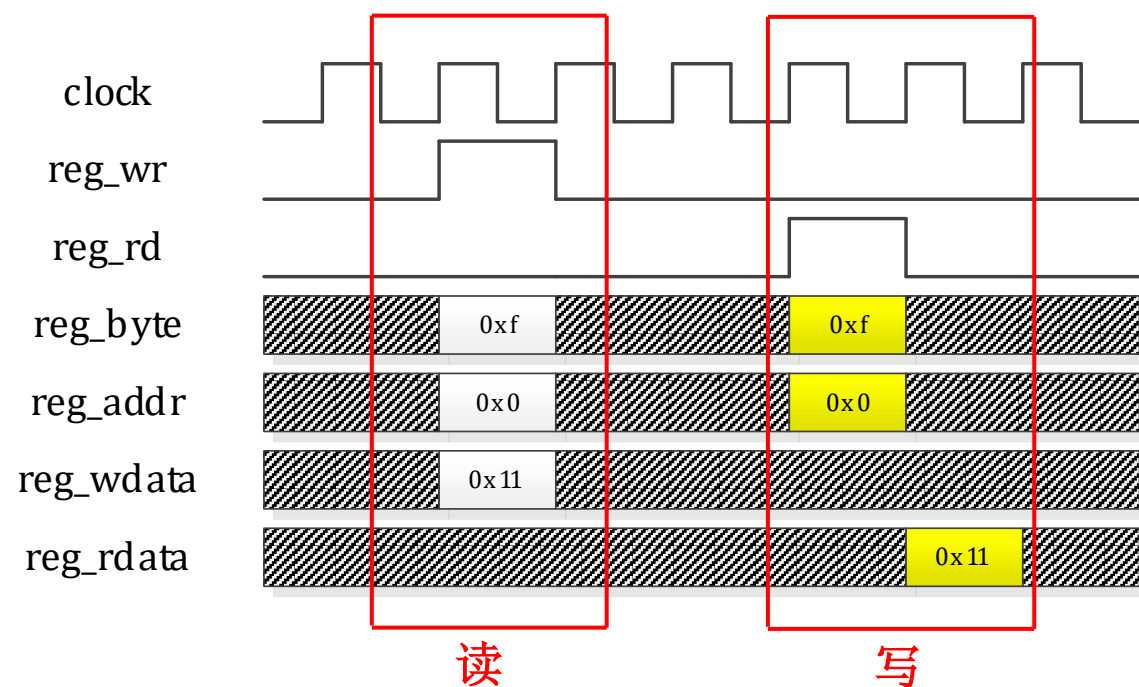 clock
reg_wr
reg_rd
reg_byte 0xf 0xf
reg_addr 0x0 0x0
reg_wdata 0x11
reg_rdata 0x11
读 写